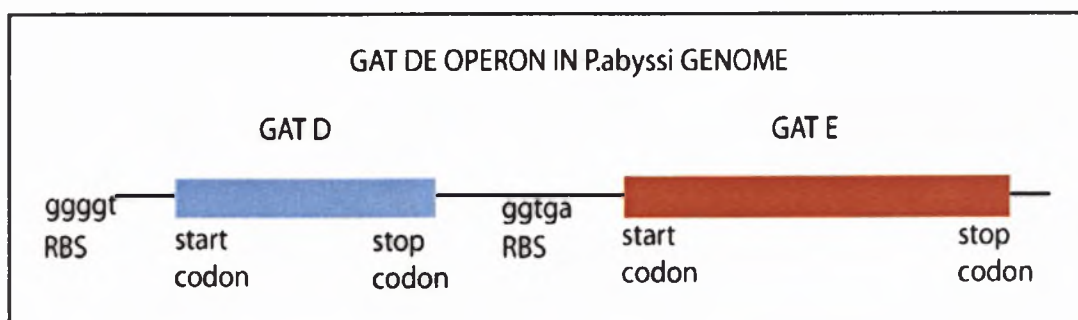 GAT DE OPERON IN P.abyssi GENOME
GAT D GAT E
ggggt ggtga
RBS start codon stop codon RBS start codon stop codon